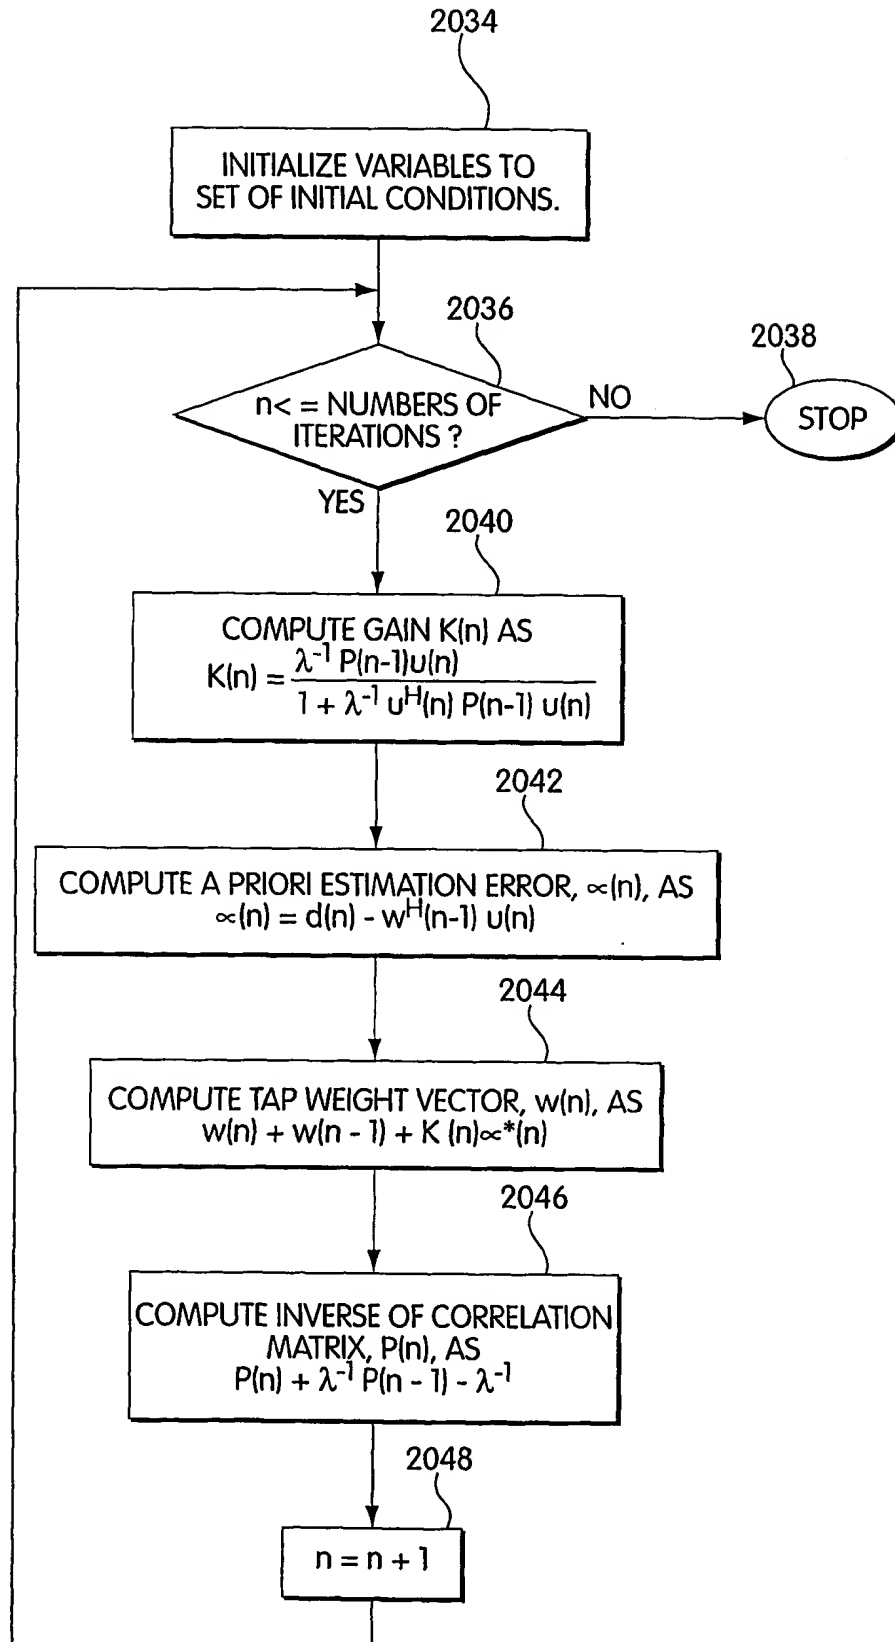 2034
INITIALIZE VARIABLES TO
SET OF INITIAL CONDITIONS.
2036
n< = NUMBERS OF
ITERATIONS ?
NO
2038
STOP
YES
2040
COMPUTE GAIN K(n) AS
K(n) = λ⁻¹ P(n-1)u(n) / 1 + λ⁻¹ uᴴ(n) P(n-1) u(n)
2042
COMPUTE A PRIORI ESTIMATION ERROR, ∝(n), AS
∝(n) = d(n) - wᴴ(n-1) u(n)
2044
COMPUTE TAP WEIGHT VECTOR, w(n), AS
w(n) + w(n - 1) + K (n)∝*(n)
2046
COMPUTE INVERSE OF CORRELATION
MATRIX, P(n), AS
P(n) + λ⁻¹ P(n - 1) - λ⁻¹
2048
n = n + 1